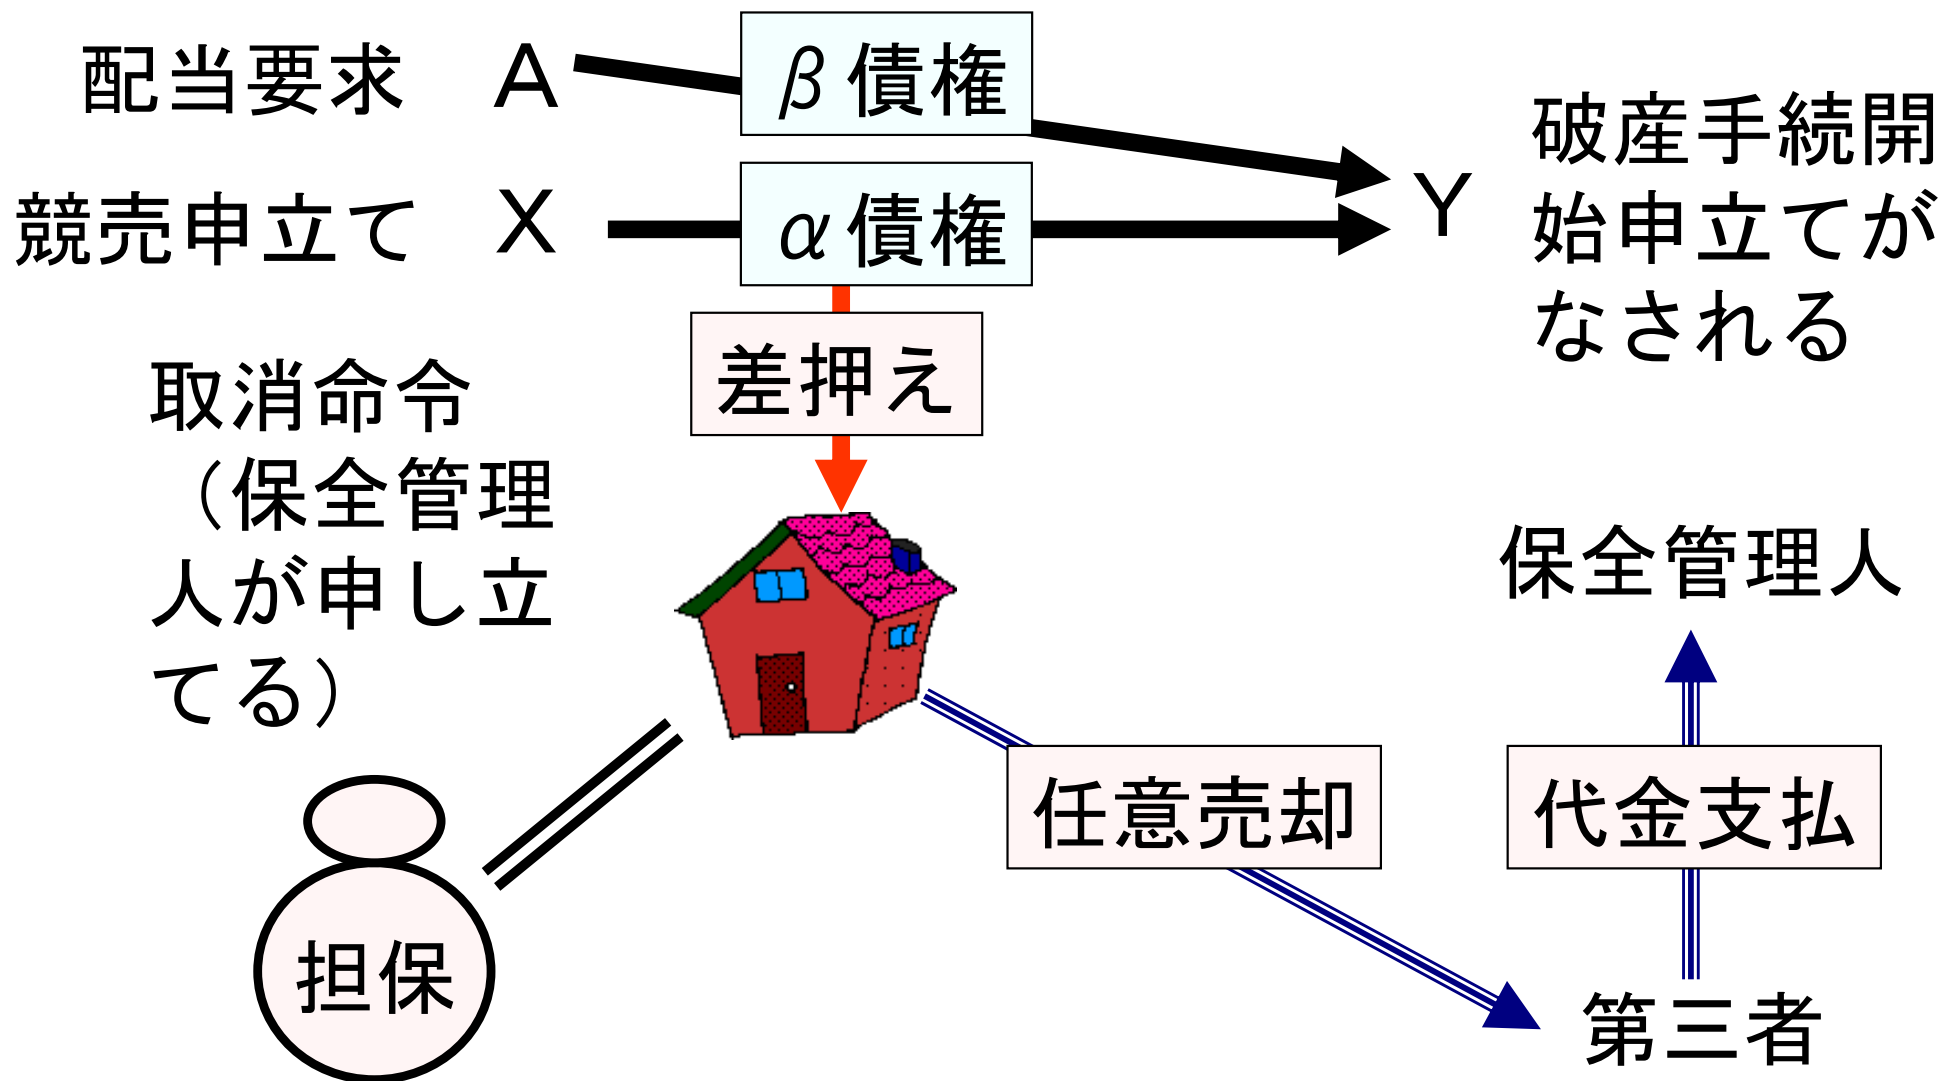 配当要求 A
β債権
競売申立て X
α債権
Y
破産手続開
始申立てが
なされる
差押え
取消命令
（保全管理
人が申し立
てる）
保全管理人
任意売却
代金支払
担保
第三者